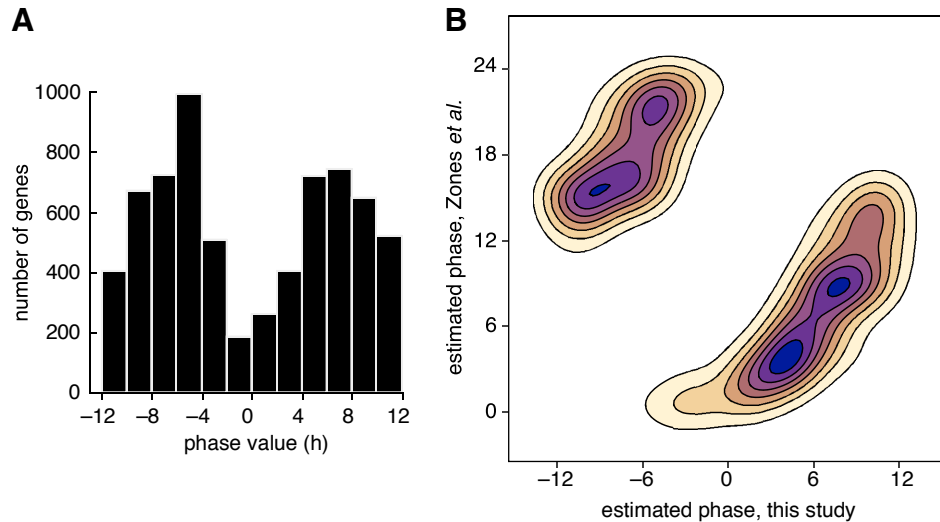 A
number of genes
1000
800
600
400
200
0
–12 –8 –4 0 4 8 12
phase value (h)
B
estimated phase, Zones et al.
24
18
12
6
0
–12 –6 0 6 12
estimated phase, this study